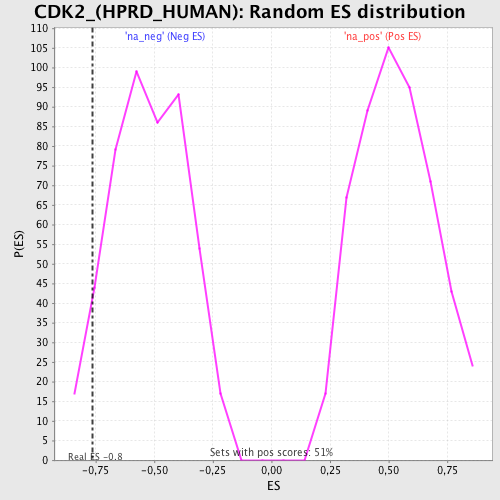 CDK2_(HPRD_HUMAN): Random ES distribution
'na_neg' (Neg ES)
'na_pos' (Pos ES)
110
105
100
95
90
85
80
75
70
65
60
55
50
45
40
35
30
25
20
15
10
5
0
P(ES)
Real ES -0.8
Sets with pos scores: 51%
-0,75 -0,50 -0,25 0,00 0,25 0,50 0,75
ES